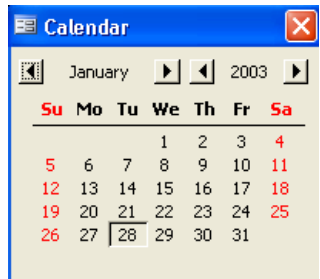 Calendar
January 2003
Su Mo Tu We Th Fr Sa
1 2 3 4
5 6 7 8 9 10 11
12 13 14 15 16 17 18
19 20 21 22 23 24 25
26 27 28 29 30 31